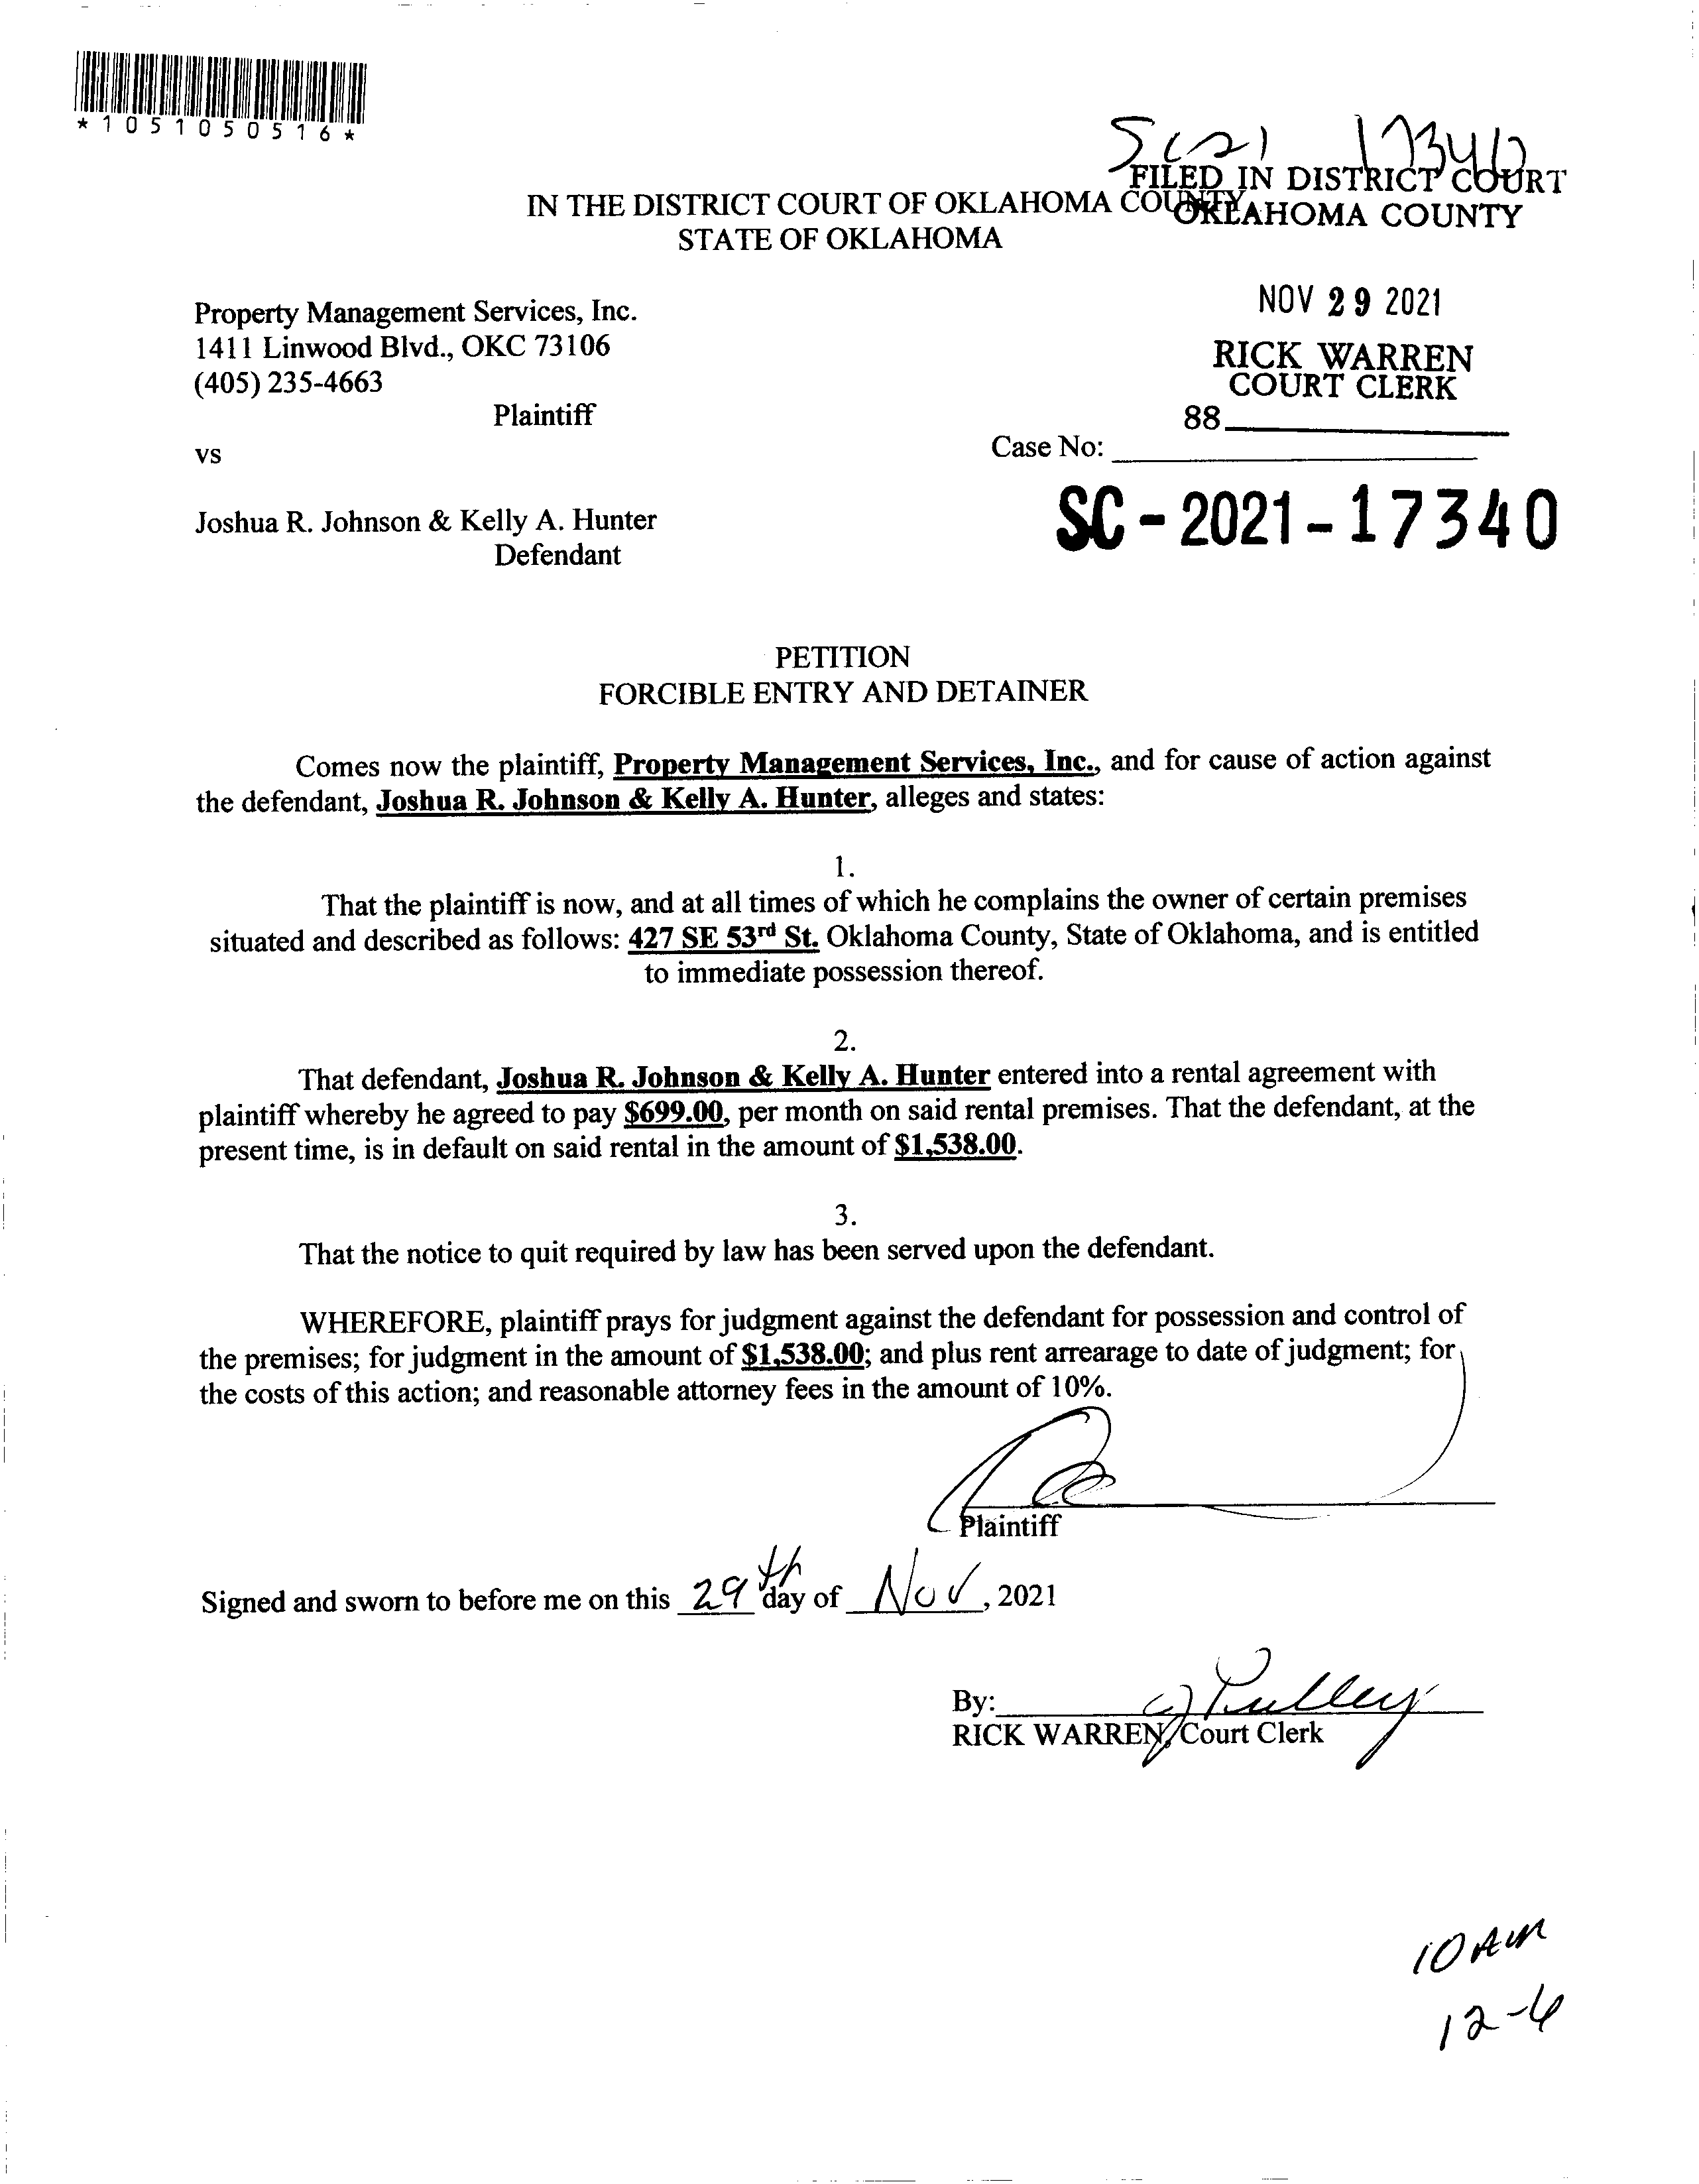 *1051050516*
SC21 17340
FILED IN DISTRICT COURT
OKLAHOMA COUNTY
IN THE DISTRICT COURT OF OKLAHOMA COUNTY
STATE OF OKLAHOMA
NOV 29 2021
Property Management Services, Inc.
1411 Linwood Blvd., OKC 73106
(405) 235-4663
Plaintiff
RICK WARREN
COURT CLERK
88
vs
Case No:
SC-2021-17340
Joshua R. Johnson & Kelly A. Hunter
Defendant
PETITION
FORCIBLE ENTRY AND DETAINER
Comes now the plaintiff, Property Management Services, Inc., and for cause of action against
the defendant, Joshua R. Johnson & Kelly A. Hunter, alleges and states:
1.
That the plaintiff is now, and at all times of which he complains the owner of certain premises
situated and described as follows: 427 SE 53rd St. Oklahoma County, State of Oklahoma, and is entitled
to immediate possession thereof.
2.
That defendant, Joshua R. Johnson & Kelly A. Hunter entered into a rental agreement with
plaintiff whereby he agreed to pay $699.00, per month on said rental premises. That the defendant, at the
present time, is in default on said rental in the amount of $1,538.00.
3.
That the notice to quit required by law has been served upon the defendant.
WHEREFORE, plaintiff prays for judgment against the defendant for possession and control of
the premises; for judgment in the amount of $1,538.00; and plus rent arrearage to date of judgment; for
the costs of this action; and reasonable attorney fees in the amount of 10%.
Plaintiff
Signed and sworn to before me on this 29th day of Nov, 2021
By: Pulley
RICK WARREN, Court Clerk
10 AM
12-6